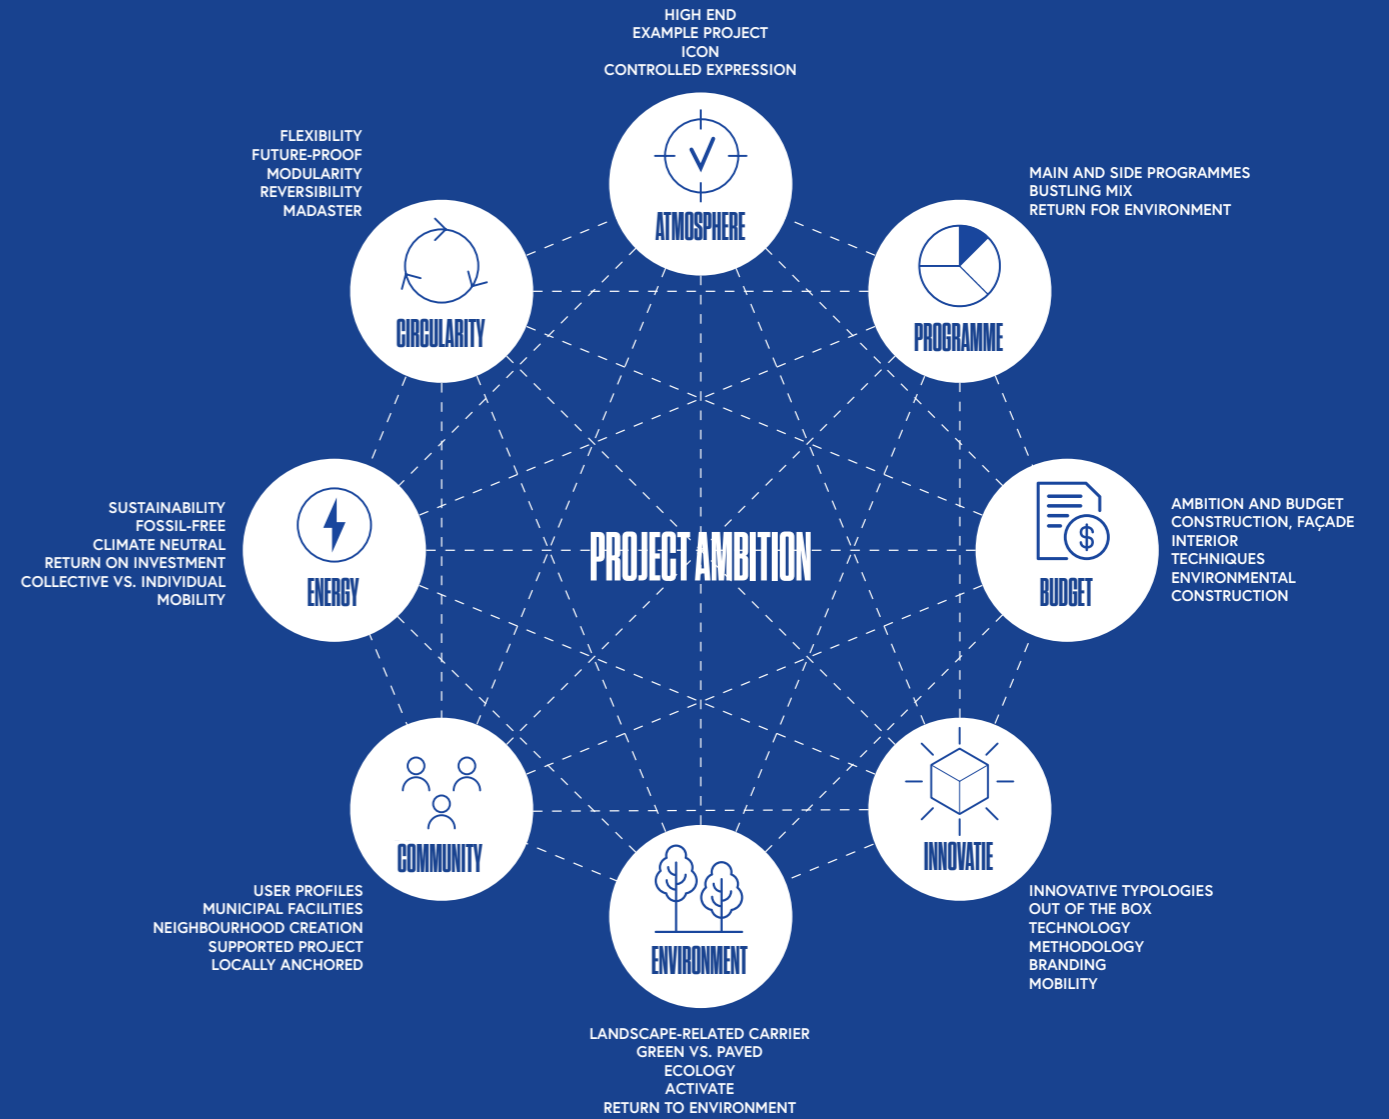 HIGH END
EXAMPLE PROJECT
ICON
CONTROLLED EXPRESSION
ATMOSPHERE
MAIN AND SIDE PROGRAMMES
BUSTLING MIX
RETURN FOR ENVIRONMENT
PROGRAMME
AMBITION AND BUDGET
CONSTRUCTION, FAÇADE
INTERIOR
TECHNIQUES
ENVIRONMENTAL
CONSTRUCTION
$
BUDGET
INNOVATIE
INNOVATIVE TYPOLOGIES
OUT OF THE BOX
TECHNOLOGY
METHODOLOGY
BRANDING
MOBILITY
ENVIRONMENT
LANDSCAPE-RELATED CARRIER
GREEN VS. PAVED
ECOLOGY
ACTIVATE
RETURN TO ENVIRONMENT
COMMUNITY
USER PROFILES
MUNICIPAL FACILITIES
NEIGHBOURHOOD CREATION
SUPPORTED PROJECT
LOCALLY ANCHORED
SUSTAINABILITY
FOSSIL-FREE
CLIMATE NEUTRAL
RETURN ON INVESTMENT
COLLECTIVE VS. INDIVIDUAL
MOBILITY
ENERGY
FLEXIBILITY
FUTURE-PROOF
MODULARITY
REVERSIBILITY
MADASTER
CIRCULARITY
PROJECT AMBITION